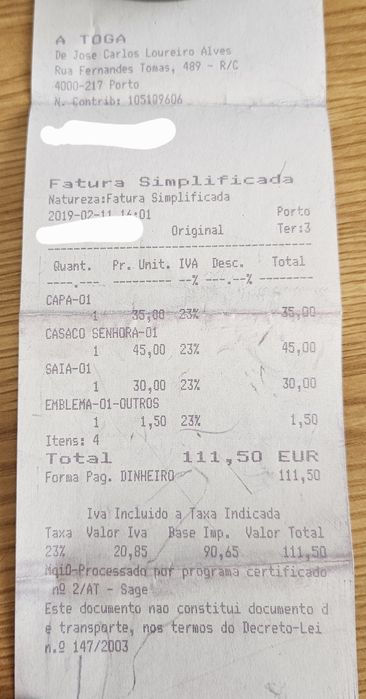 A TOGA
De Jose Carlos Loureiro Alves
Rua Fernandes Tomas, 489 - R/C
4000-217 Porto
N. Contrib: 105109606
Fatura Simplificada
Natureza:Fatura Simplificada
2019-02-11 14:01 Porto
Original Ter:3
Quant. Pr. Unit. IVA Desc. Total
----.--- --------- --% ---.--% --------
CAPA-01
1 35,00 23% 35,00
CASACO SENHORA-01
1 45,00 23% 45,00
SAIA-01
1 30,00 23% 30,00
EMBLEMA-01-OUTROS
1 1,50 23% 1,50
Itens: 4
Total 111,50 EUR
Forma Pag. DINHEIRO 111,50
Iva Incluido a Taxa Indicada
Taxa Valor Iva Base Imp. Valor Total
23% 20,85 90,65 111,50
MqiO-Processado por programa certificado
nº 2/AT - Sage
Este documento nao constitui documento d
e transporte, nos termos do Decreto-Lei
n.º 147/2003